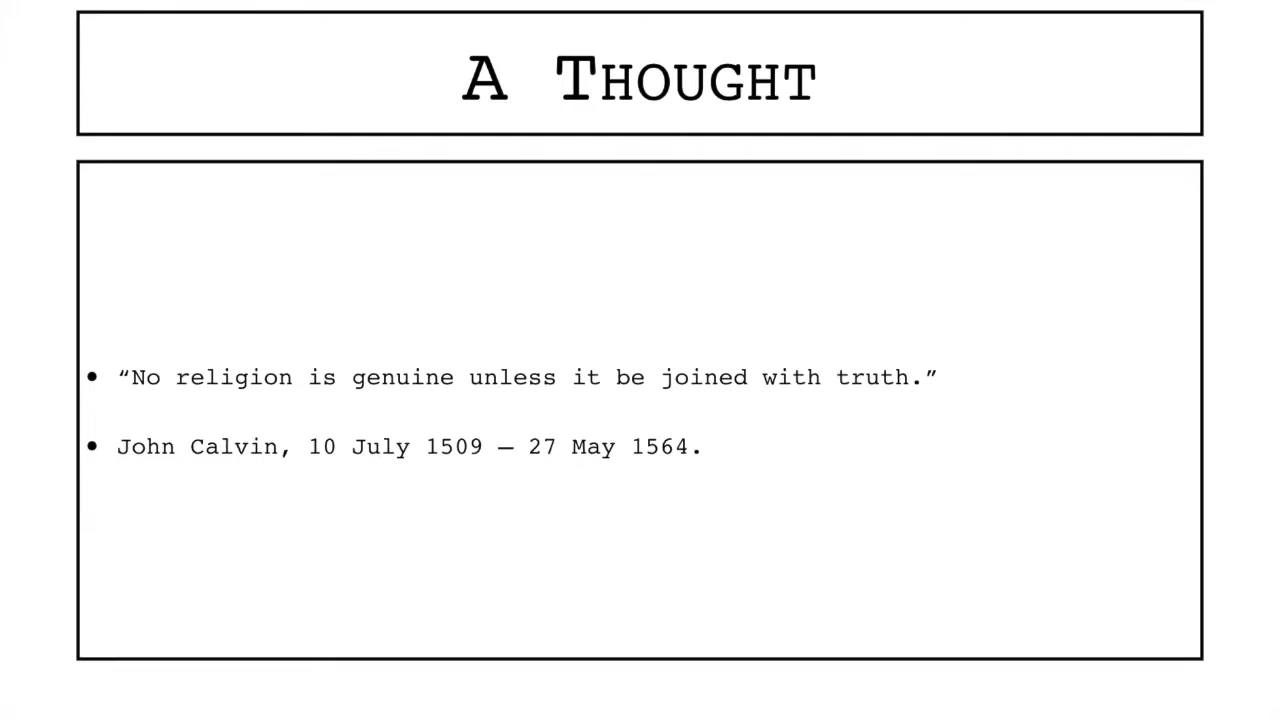 A Thought
• “No religion is genuine unless it be joined with truth.”
• John Calvin, 10 July 1509 – 27 May 1564.